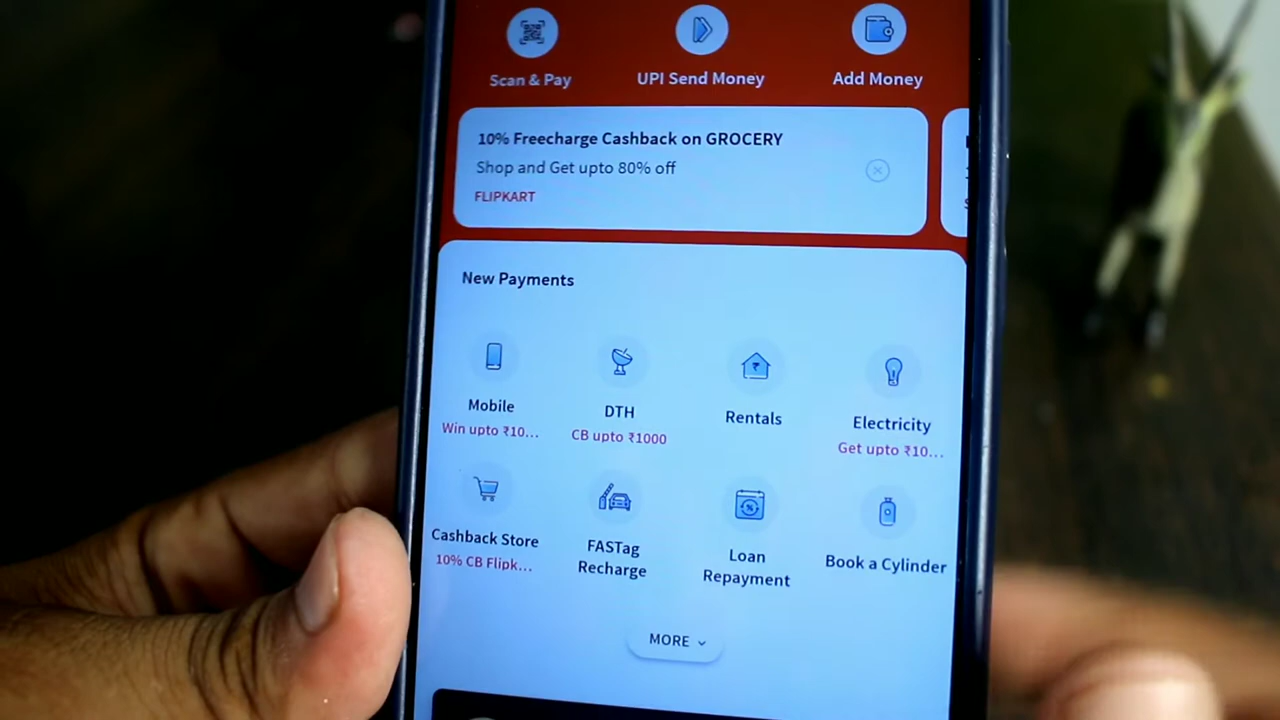 Scan & Pay
UPI Send Money
Add Money
10% Freecharge Cashback on GROCERY
Shop and Get upto 80% off
FLIPKART
New Payments
Mobile
Win upto ₹10...
DTH
CB upto ₹1000
Rentals
Electricity
Get upto ₹10...
Cashback Store
10% CB Flipk...
FASTag
Recharge
Loan
Repayment
Book a Cylinder
MORE